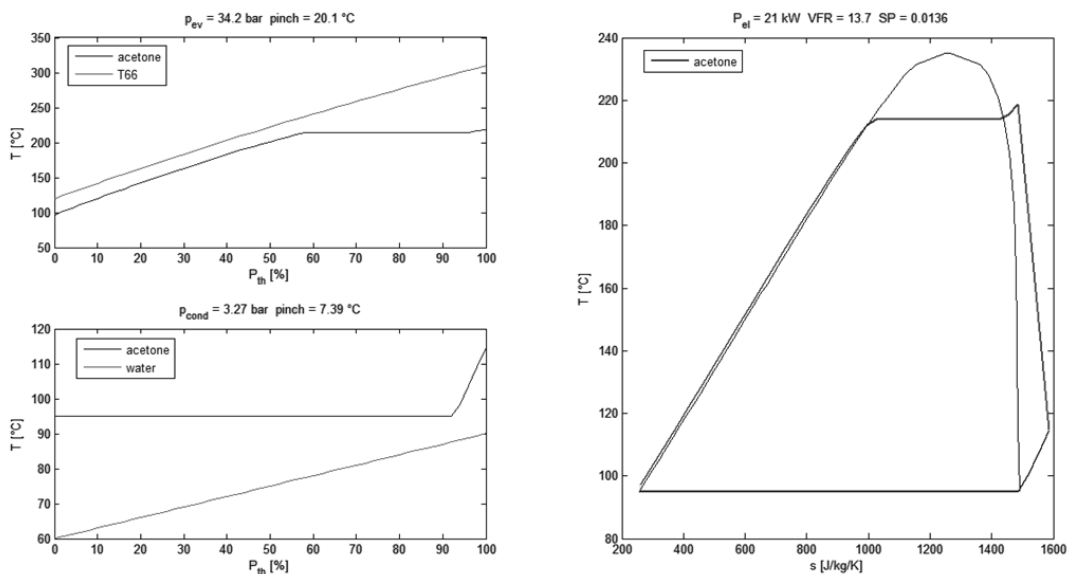 p_ev = 34.2 bar pinch = 20.1 °C
350
300
250
200
150
100
50
T [°C]
acetone
T66
0 10 20 30 40 50 60 70 80 90 100
P_th [%]
p_cond = 3.27 bar pinch = 7.39 °C
120
110
100
90
80
70
60
T [°C]
acetone
water
0 10 20 30 40 50 60 70 80 90 100
P_th [%]
P_el = 21 kW VFR = 13.7 SP = 0.0136
240
220
200
180
160
140
120
100
80
T [°C]
acetone
200 400 600 800 1000 1200 1400 1600
s [J/kg/K]